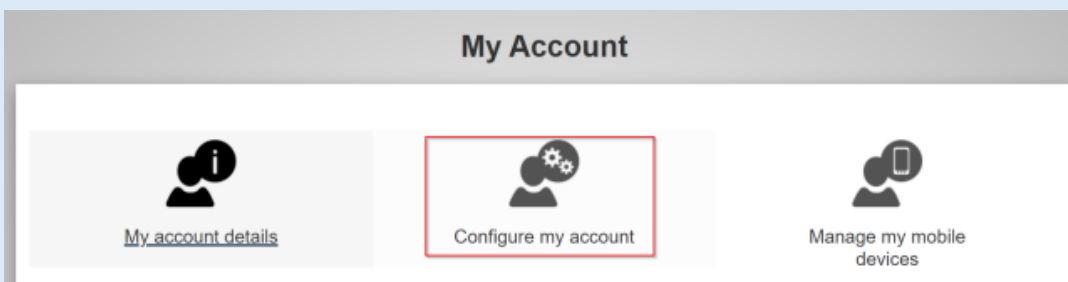 My Account
i
My account details
Configure my account
Manage my mobile
devices